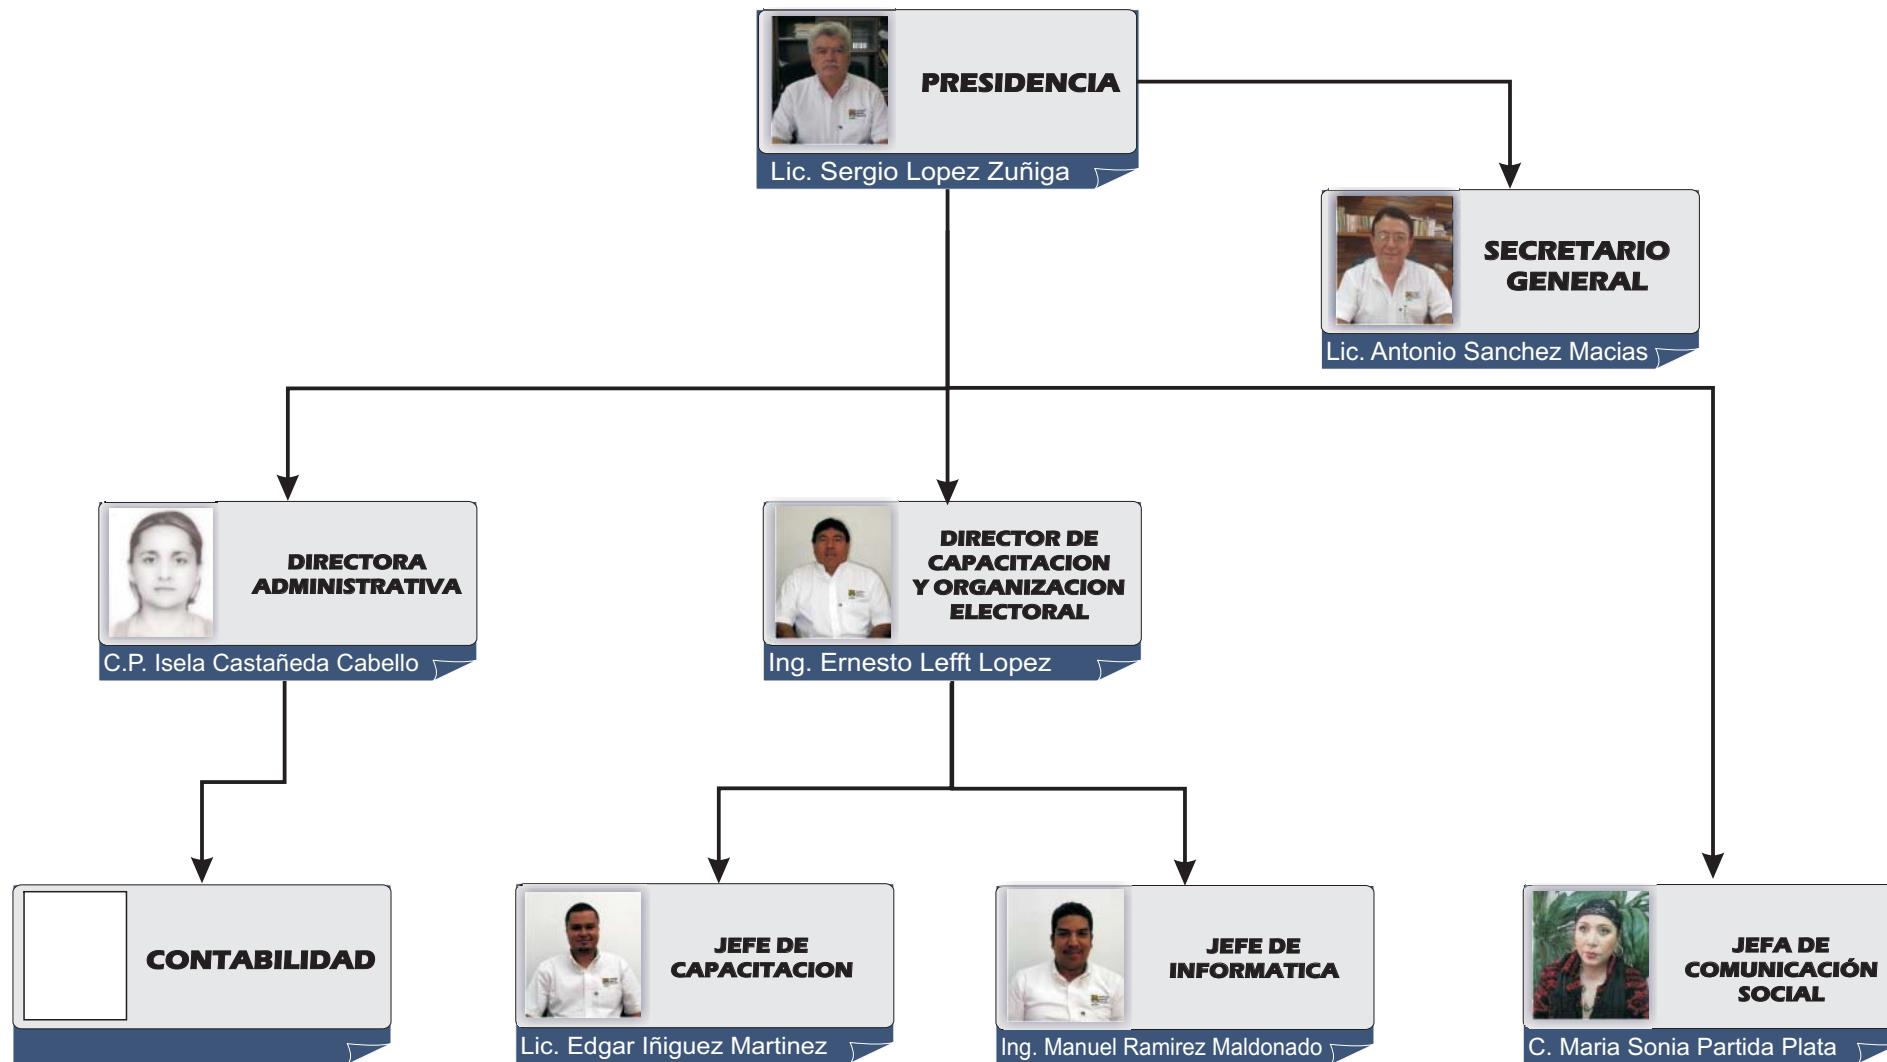 PRESIDENCIA
Lic. Sergio Lopez Zuñiga
SECRETARIO
GENERAL
Lic. Antonio Sanchez Macias
DIRECTORA
ADMINISTRATIVA
C.P. Isela Castañeda Cabello
DIRECTOR DE
CAPACITACION
Y ORGANIZACION
ELECTORAL
Ing. Ernesto Lefft Lopez
CONTABILIDAD
JEFE DE
CAPACITACION
Lic. Edgar Iñiguez Martinez
JEFE DE
INFORMATICA
Ing. Manuel Ramirez Maldonado
JEFA DE
COMUNICACIÓN
SOCIAL
C. Maria Sonia Partida Plata